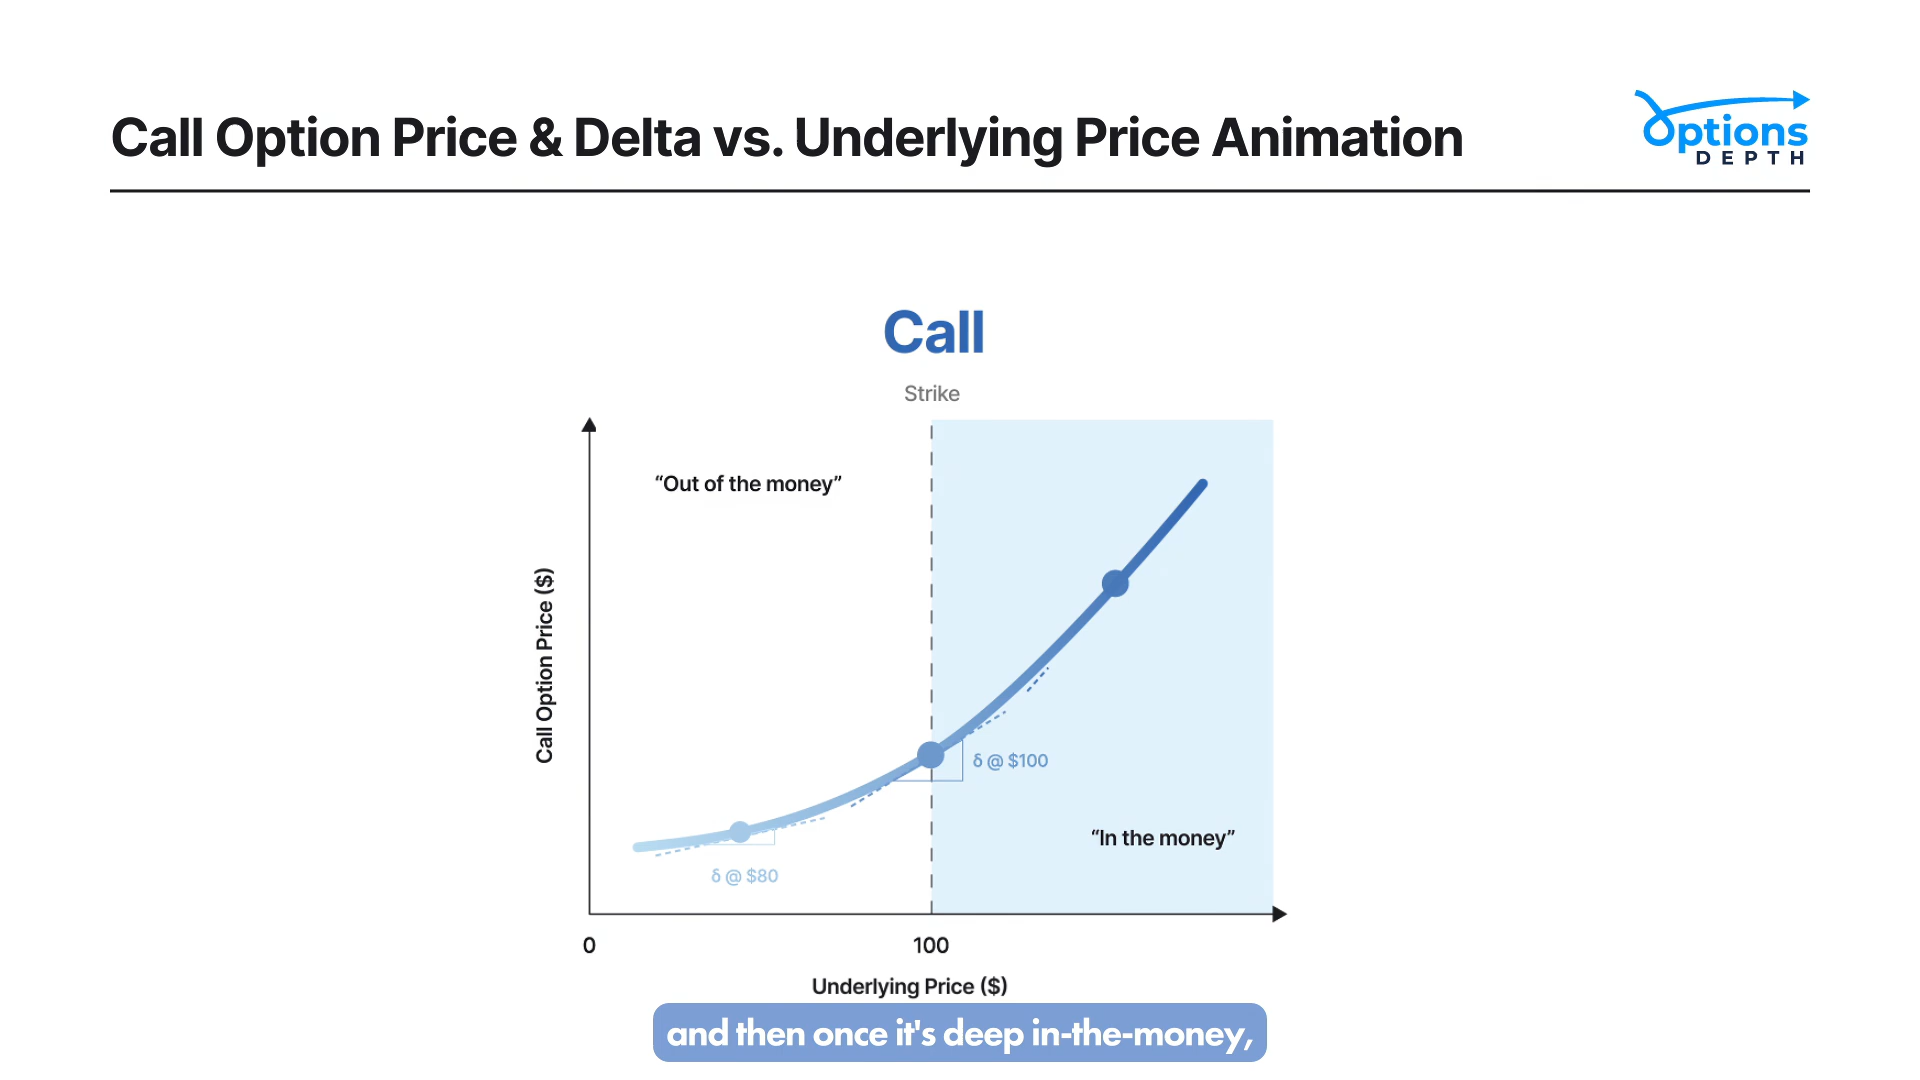 Call Option Price & Delta vs. Underlying Price Animation
Options
DEPTH
Call
Strike
“Out of the money”
Call Option Price ($)
δ @ $100
“In the money”
δ @ $80
0
100
Underlying Price ($)
and then once it's deep in-the-money,